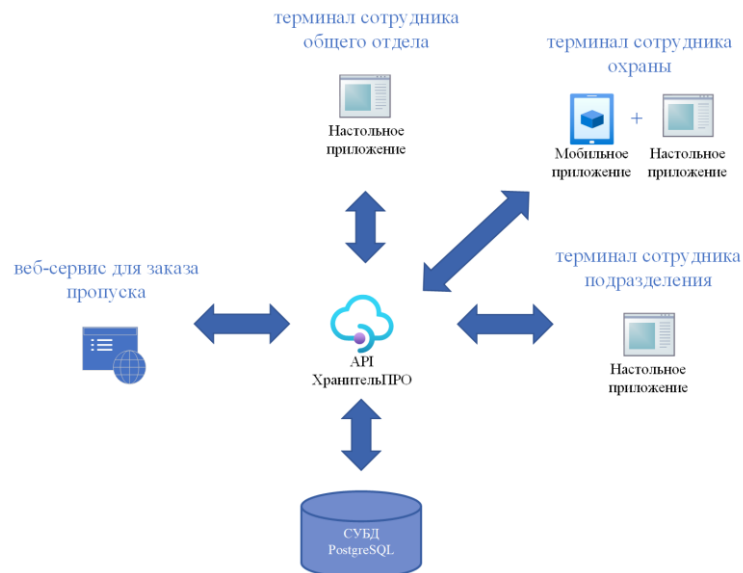 терминал сотрудника
общего отдела
Настольное
приложение
терминал сотрудника
охраны
+
Мобильное
приложение
Настольное
приложение
веб-сервис для заказа
пропуска
терминал сотрудника
подразделения
Настольное
приложение
API
ХранительПРО
СУБД
PostgreSQL